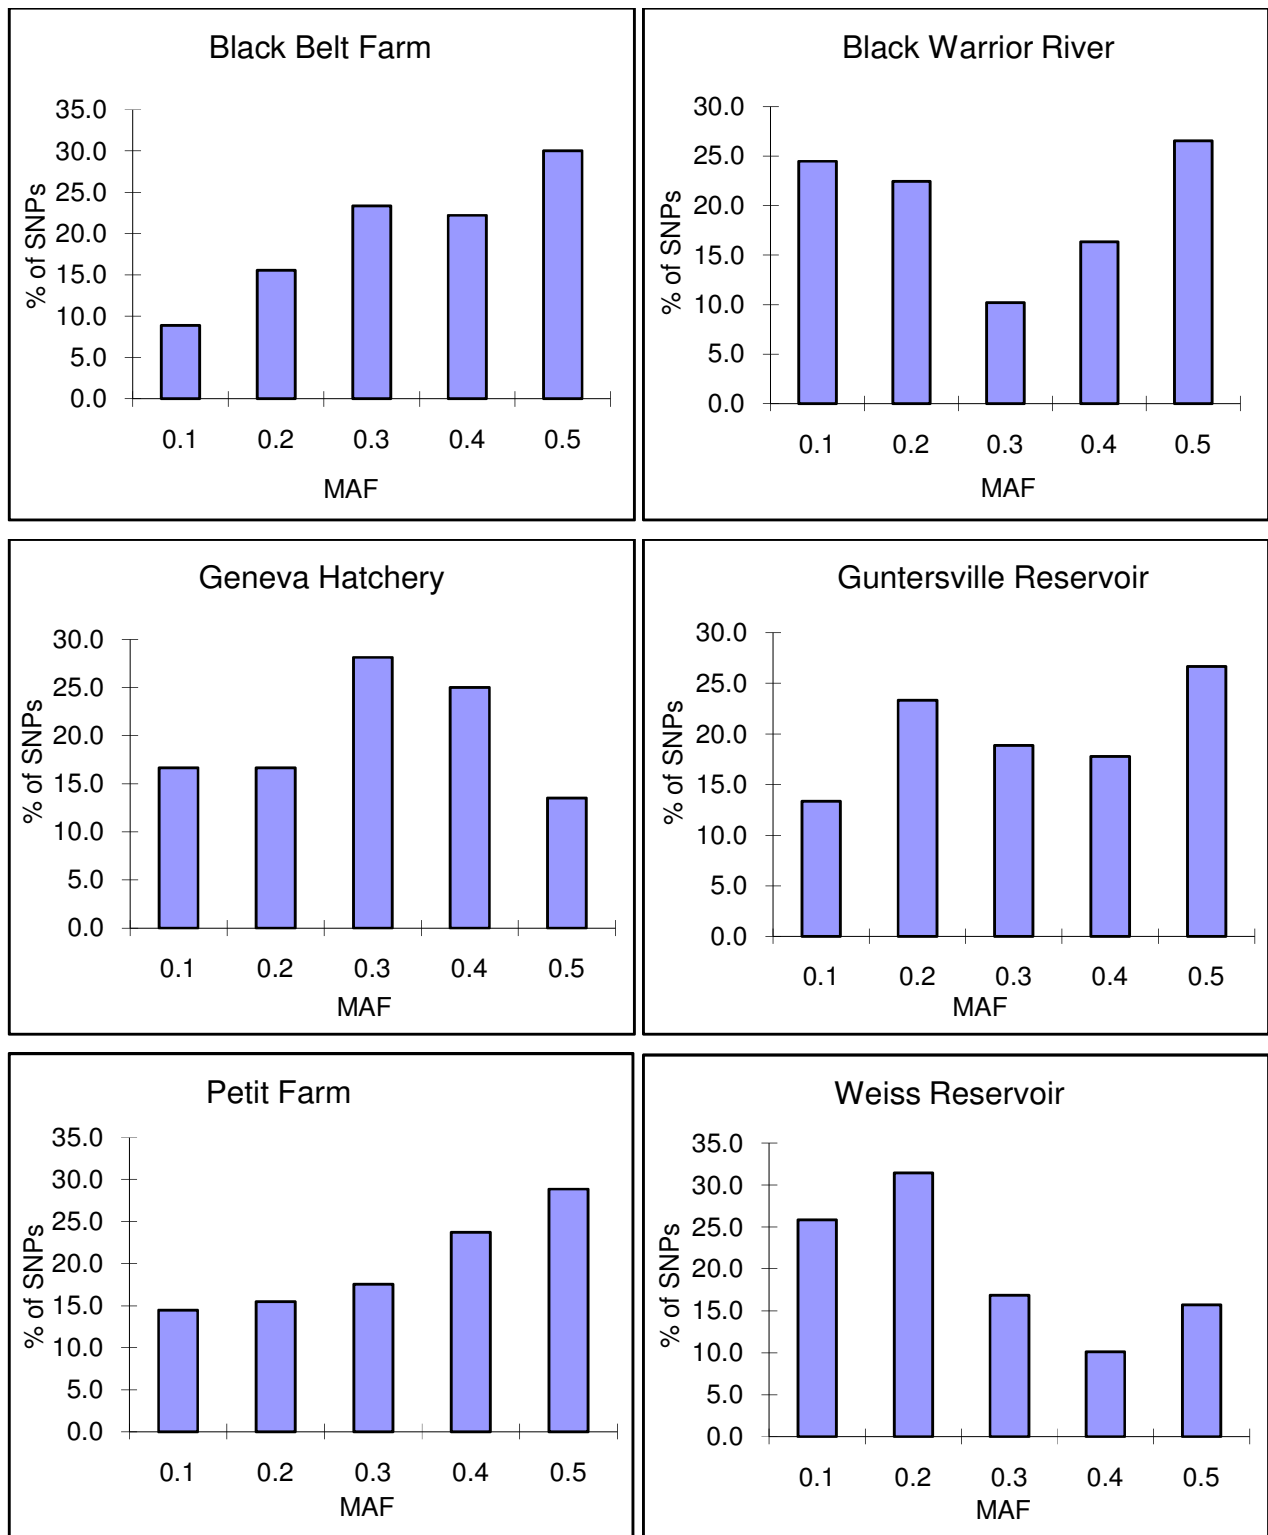 Black Belt Farm
35.0
30.0
25.0
20.0
15.0
10.0
5.0
0.0
% of SNPs
0.1 0.2 0.3 0.4 0.5
MAF
Black Warrior River
30.0
25.0
20.0
15.0
10.0
5.0
0.0
% of SNPs
0.1 0.2 0.3 0.4 0.5
MAF
Geneva Hatchery
30.0
25.0
20.0
15.0
10.0
5.0
0.0
% of SNPs
0.1 0.2 0.3 0.4 0.5
MAF
Guntersville Reservoir
30.0
25.0
20.0
15.0
10.0
5.0
0.0
% of SNPs
0.1 0.2 0.3 0.4 0.5
MAF
Petit Farm
35.0
30.0
25.0
20.0
15.0
10.0
5.0
0.0
% of SNPs
0.1 0.2 0.3 0.4 0.5
MAF
Weiss Reservoir
35.0
30.0
25.0
20.0
15.0
10.0
5.0
0.0
% of SNPs
0.1 0.2 0.3 0.4 0.5
MAF